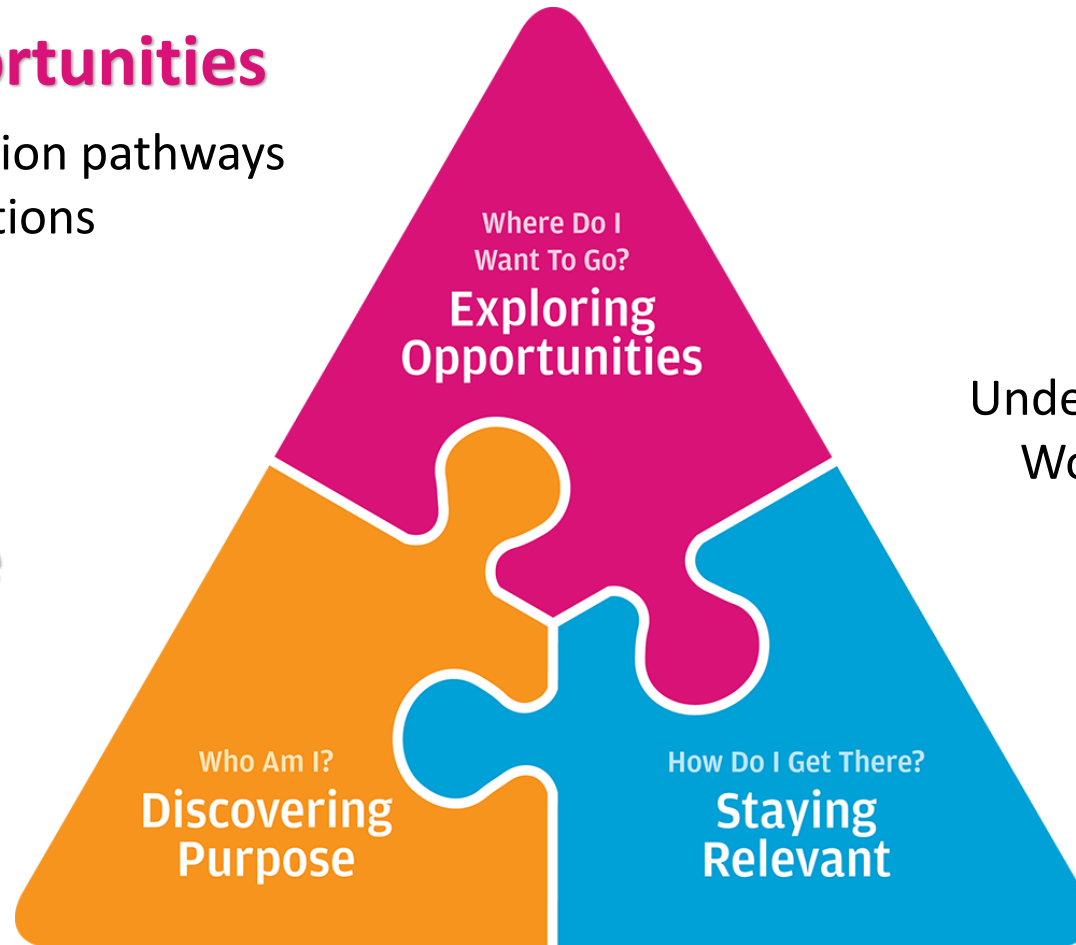 ortunities
ion pathways
tions
Where Do I
Want To Go?
Exploring
Opportunities
Unde
Wo
Who Am I?
Discovering
Purpose
How Do I Get There?
Staying
Relevant